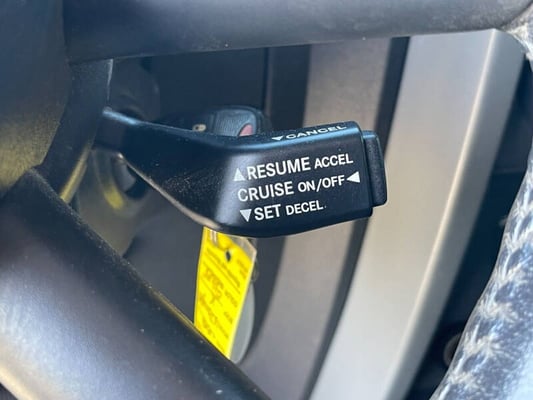 ▼CANCEL
▲RESUME ACCEL
CRUISE ON/OFF◀
▼SET DECEL